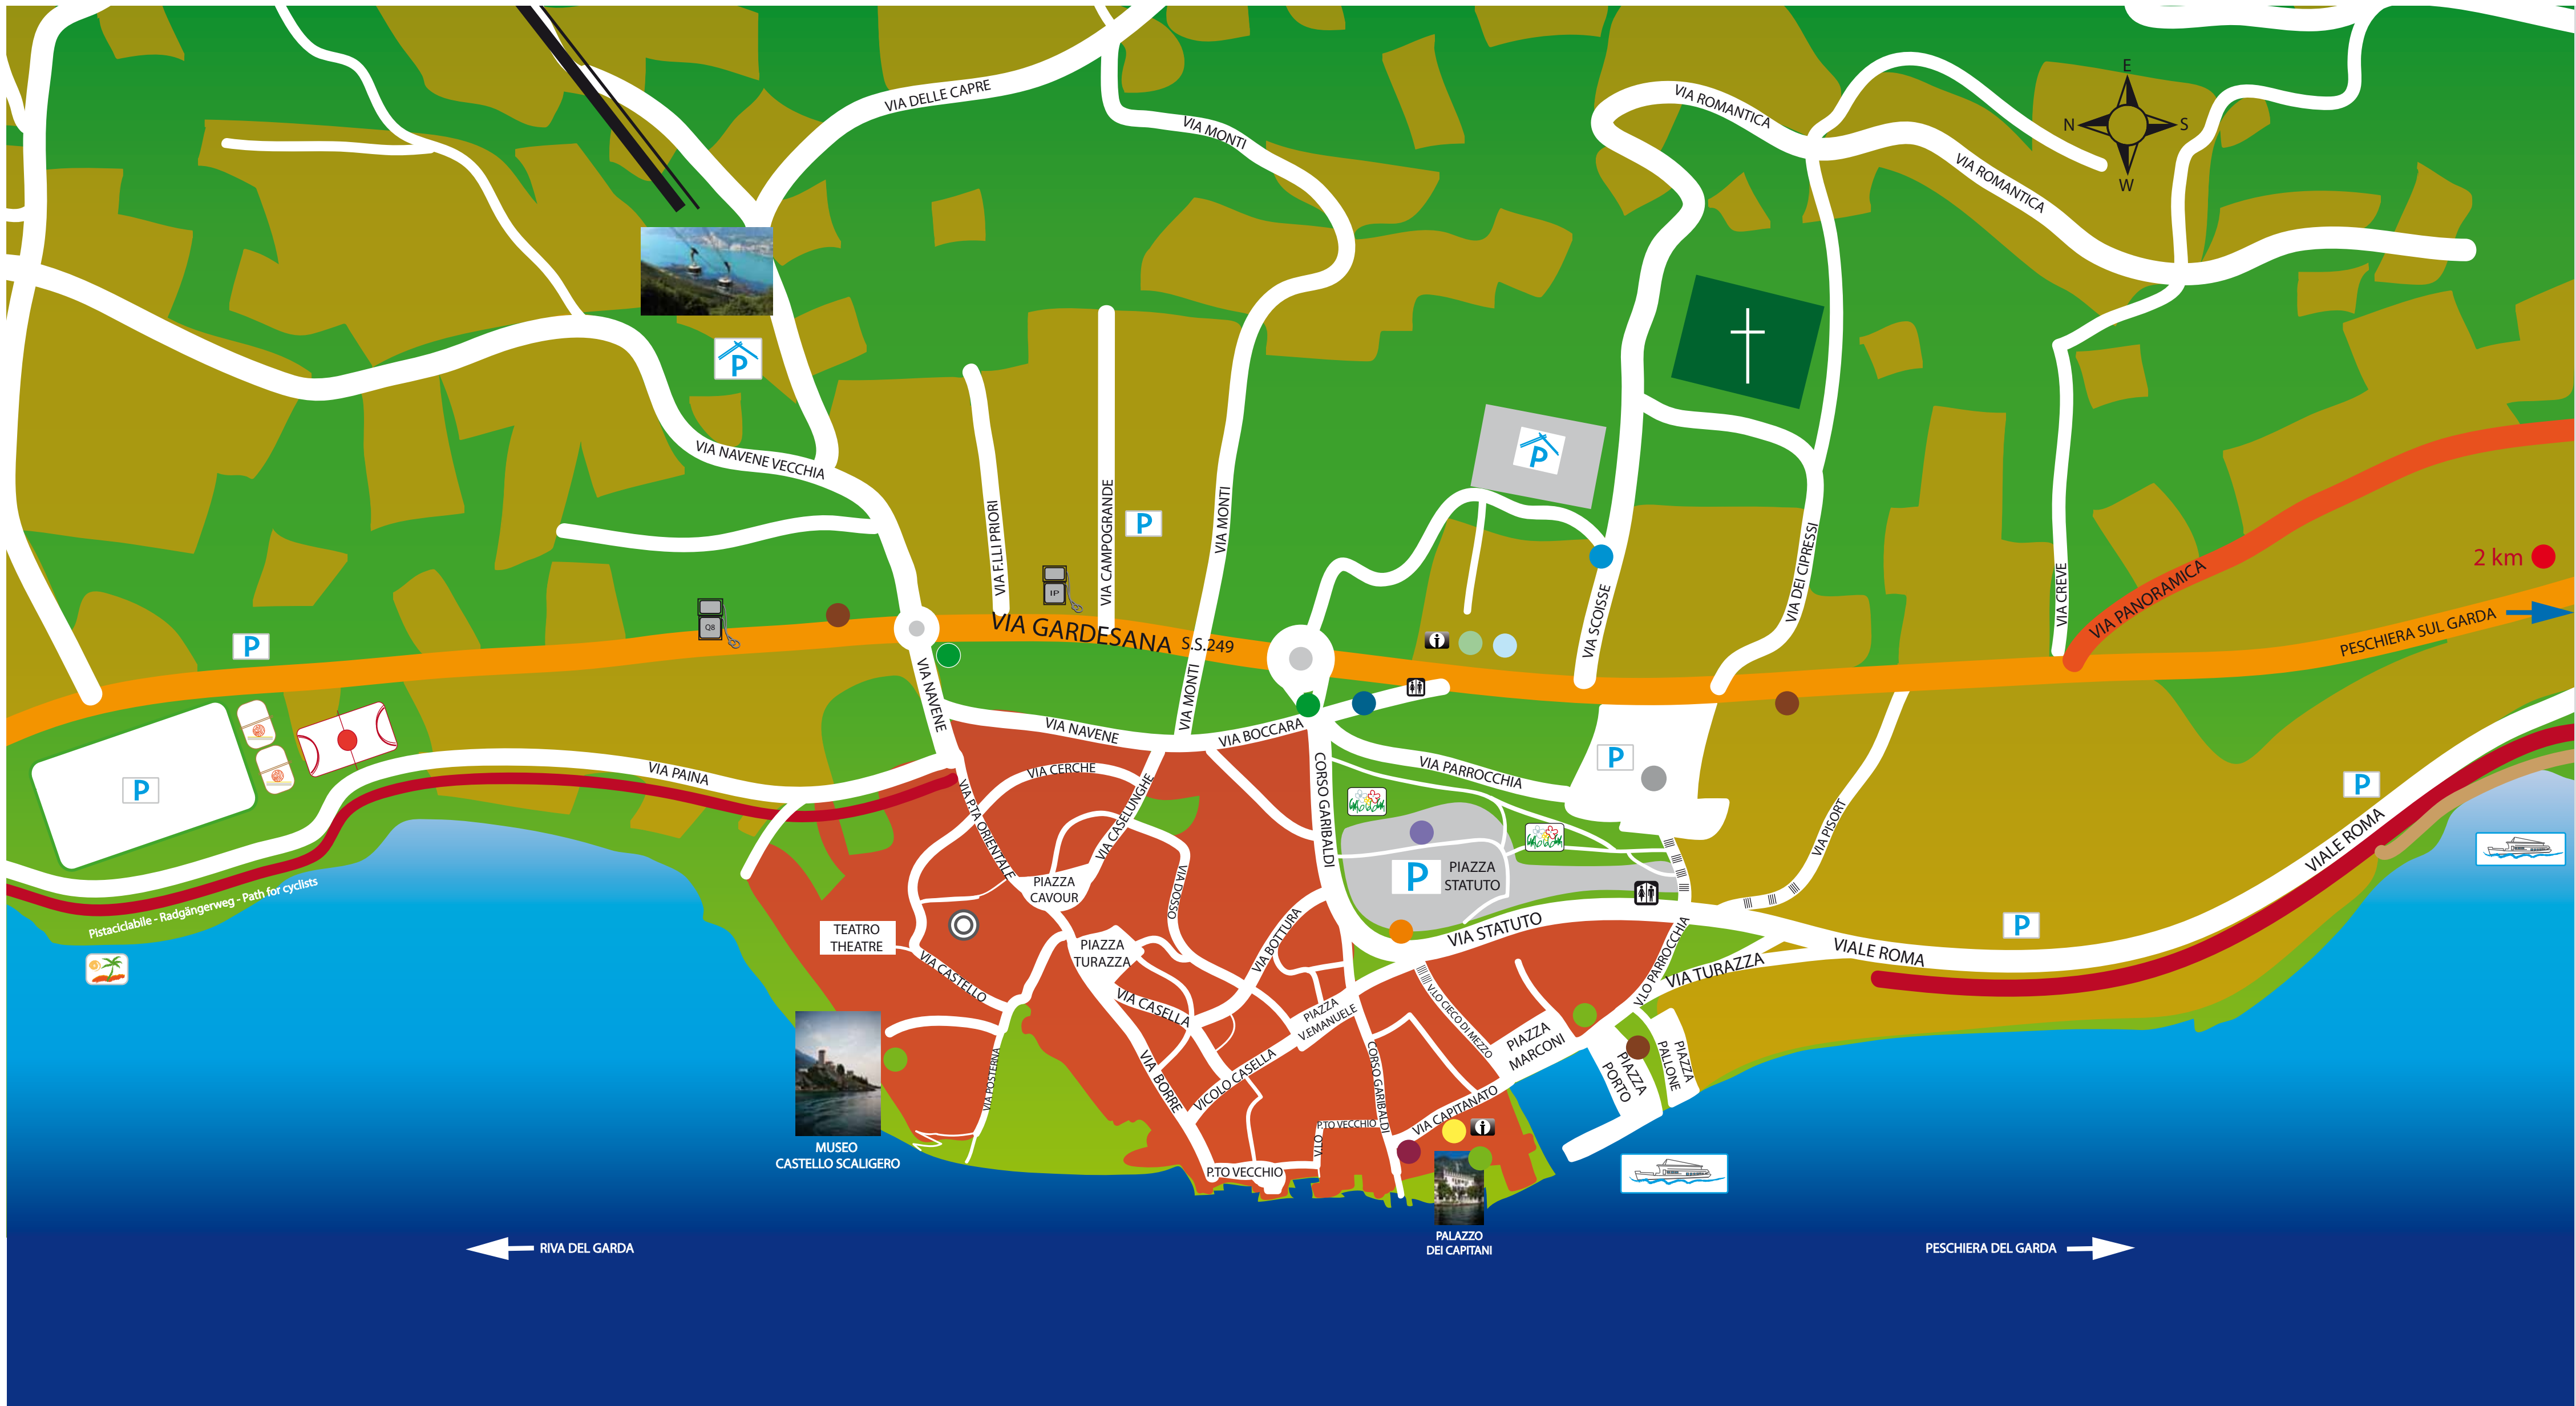 E
N
S
W
VIA DELLE CAPRE
VIA MONTI
VIA ROMANTICA
VIA ROMANTICA
P
P
VIA NAVENE VECCHIA
VIA F.LLI PRIORI
VIA CAMPOGRANDE
P
VIA MONTI
VIA SCOISSE
VIA DEI CIPRESSI
VIA CREVE
VIA PANORAMICA
2 km
PESCHIERA SUL GARDA
Q8
IP
VIA GARDESANA S.S.249
P
P
VIA NAVENE
VIA NAVENE
VIA MONTI
VIA BOCCARA
i
VIA PAINA
VIA CERCHE
VIA CASELUNGHE
VIA P.TA ORIENTALE
CORSO GARIBALDI
VIA PARROCCHIA
P
P
VIA PISORT
VIALE ROMA
Pistaciclabile - Radgängerweg - Path for cyclists
PIAZZA
CAVOUR
VIA DOSSO
P
PIAZZA
STATUTO
VIA STATUTO
TEATRO
THEATRE
VIA CASTELLO
PIAZZA
TURAZZA
VIA BOTTURA
VIA CASELLA
PIAZZA
V.EMANUELE
V.LO CIECO DI MEZZO
V.LO PARROCCHIA
VIA TURAZZA
VIALE ROMA
P
VIA POSTERNA
VIA BORRE
VICOLO CASELLA
CORSO GARIBALDI
PIAZZA
MARCONI
PIAZZA
PORTO
PIAZZA
PALLONE
VIA CAPITANATO
i
V.LO
P.TO VECCHIO
P.TO VECCHIO
MUSEO
CASTELLO SCALIGERO
PALAZZO
DEI CAPITANI
RIVA DEL GARDA
PESCHIERA DEL GARDA